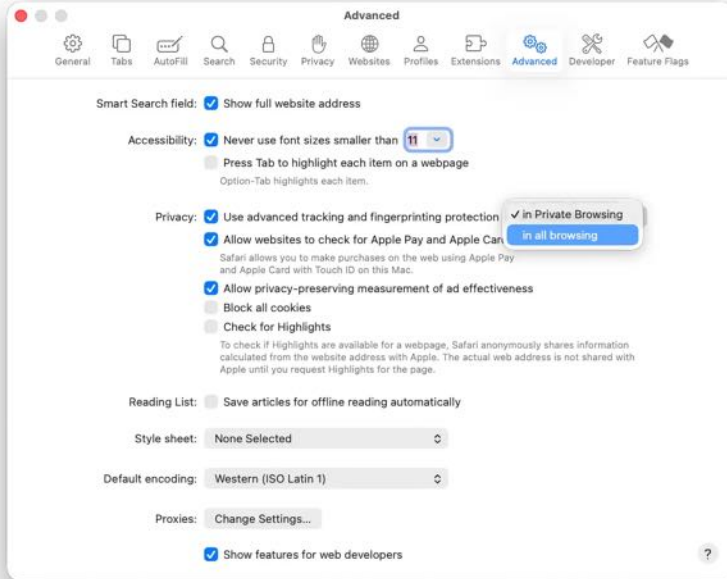 Advanced
General Tabs AutoFill Search Security Privacy Websites Profiles Extensions Advanced Developer Feature Flags
Smart Search field: Show full website address
Accessibility: Never use font sizes smaller than 11
Press Tab to highlight each item on a webpage
Option-Tab highlights each item.
Privacy: Use advanced tracking and fingerprinting protection ✓ in Private Browsing
in all browsing
Allow websites to check for Apple Pay and Apple Card
Safari allows you to make purchases on the web using Apple Pay
and Apple Card with Touch ID on this Mac.
Allow privacy-preserving measurement of ad effectiveness
Block all cookies
Check for Highlights
To check if Highlights are available for a webpage, Safari anonymously shares information
calculated from the website address with Apple. The actual web address is not shared with
Apple until you request Highlights for the page.
Reading List: Save articles for offline reading automatically
Style sheet: None Selected
Default encoding: Western (ISO Latin 1)
Proxies: Change Settings...
Show features for web developers
?